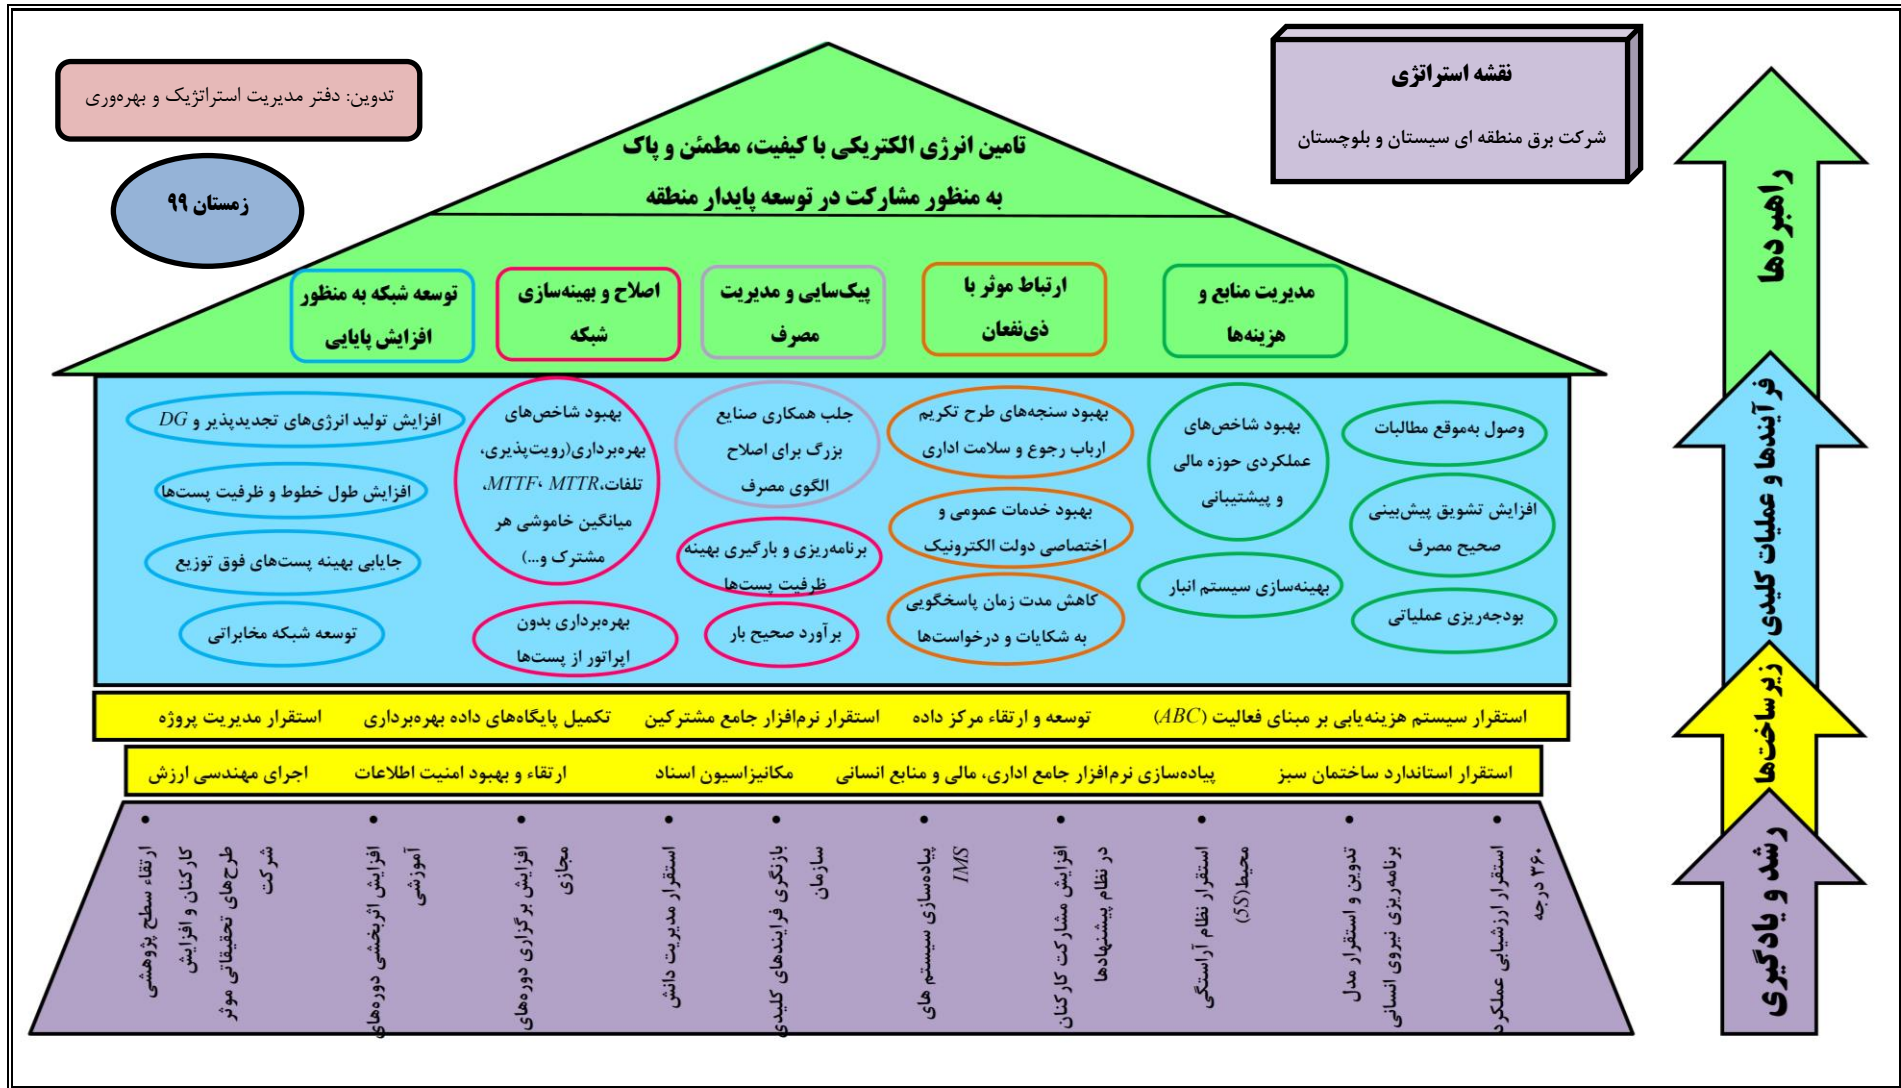 نقشه استراتژی
شرکت برق منطقه ای سیستان و بلوچستان
تدوین: دفتر مدیریت استراتژیک و بهره‌وری
زمستان ۹۹
تامین انرژی الکتریکی با کیفیت، مطمئن و پاک
به منظور مشارکت در توسعه پایدار منطقه
راهبردها
مدیریت منابع و
هزینه‌ها
ارتباط موثر با
ذی‌نفعان
پیک‌سایی و مدیریت
مصرف
اصلاح و بهینه‌سازی
شبکه
توسعه شبکه به منظور
افزایش پایایی
فرآیندها و عملیات کلیدی
وصول به‌موقع مطالبات
افزایش تشویق پیش‌بینی
صحیح مصرف
بودجه‌ریزی عملیاتی
بهبود شاخص‌های
عملکردی حوزه مالی
و پیشتیبانی
بهینه‌سازی سیستم انبار
بهبود سنجه‌های طرح تکریم
ارباب رجوع و سلامت اداری
بهبود خدمات عمومی و
اختصاصی دولت الکترونیک
کاهش مدت زمان پاسخگویی
به شکایات و درخواست‌ها
جلب همکاری صنایع
بزرگ برای اصلاح
الگوی مصرف
برنامه‌ریزی و بارگیری بهینه
ظرفیت پست‌ها
برآورد صحیح بار
بهبود شاخص‌های
بهره‌برداری(رویت‌پذیری،
تلفات،MTTF، MTTR،
میانگین خاموشی هر
مشترک و...)
بهره‌برداری بدون
اپراتور از پست‌ها
افزایش تولید انرژی‌های تجدیدپذیر و DG
افزایش طول خطوط و ظرفیت پست‌ها
جایابی بهینه پست‌های فوق توزیع
توسعه شبکه مخابراتی
زیرساخت‌ها
استقرار سیستم هزینه‌یابی بر مبنای فعالیت (ABC) توسعه و ارتقاء مرکز داده استقرار نرم‌افزار جامع مشترکین تکمیل پایگاه‌های داده بهره‌برداری استقرار مدیریت پروژه
استقرار استاندارد ساختمان سبز پیاده‌سازی نرم‌افزار جامع اداری، مالی و منابع انسانی مکانیزاسیون اسناد ارتقاء و بهبود امنیت اطلاعات اجرای مهندسی ارزش
رشد و یادگیری
• استقرار ارزشیابی عملکرد
۳۶۰ درجه
• تدوین و استقرار مدل
برنامه‌ریزی نیروی انسانی
• استقرار نظام آراستگی
محیط(5S)
• افزایش مشارکت کارکنان
در نظام پیشنهادها
• پیاده‌سازی سیستم های
IMS
• بازنگری فرایندهای کلیدی
سازمان
• استقرار مدیریت دانش
• افزایش برگزاری دوره‌های
مجازی
• افزایش اثربخشی دوره‌های
آموزشی
• ارتقاء سطح پژوهشی
کارکنان و افزایش
طرح‌های تحقیقاتی موثر
شرکت